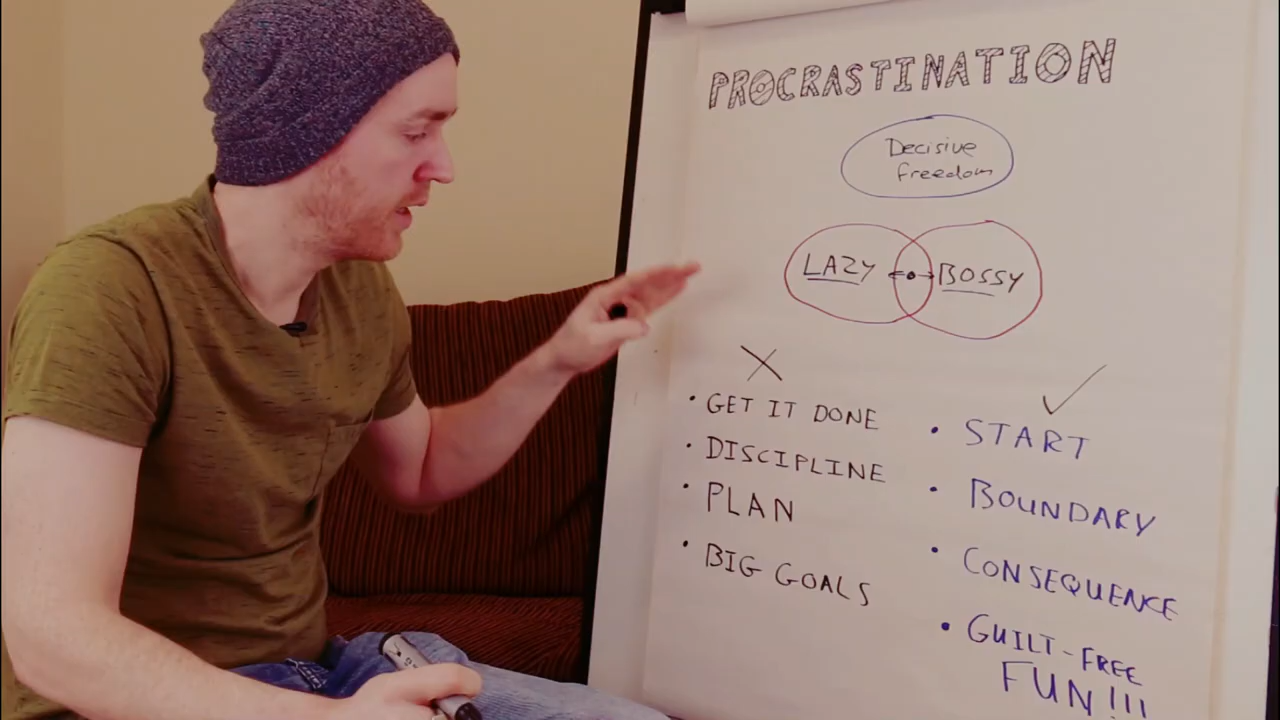 PROCRASTINATION
Decisive
freedom
LAZY
BOSSY
GET IT DONE
DISCIPLINE
PLAN
BIG GOALS
START
BOUNDARY
CONSEQUENCE
GUILT-FREE
FUN!!!